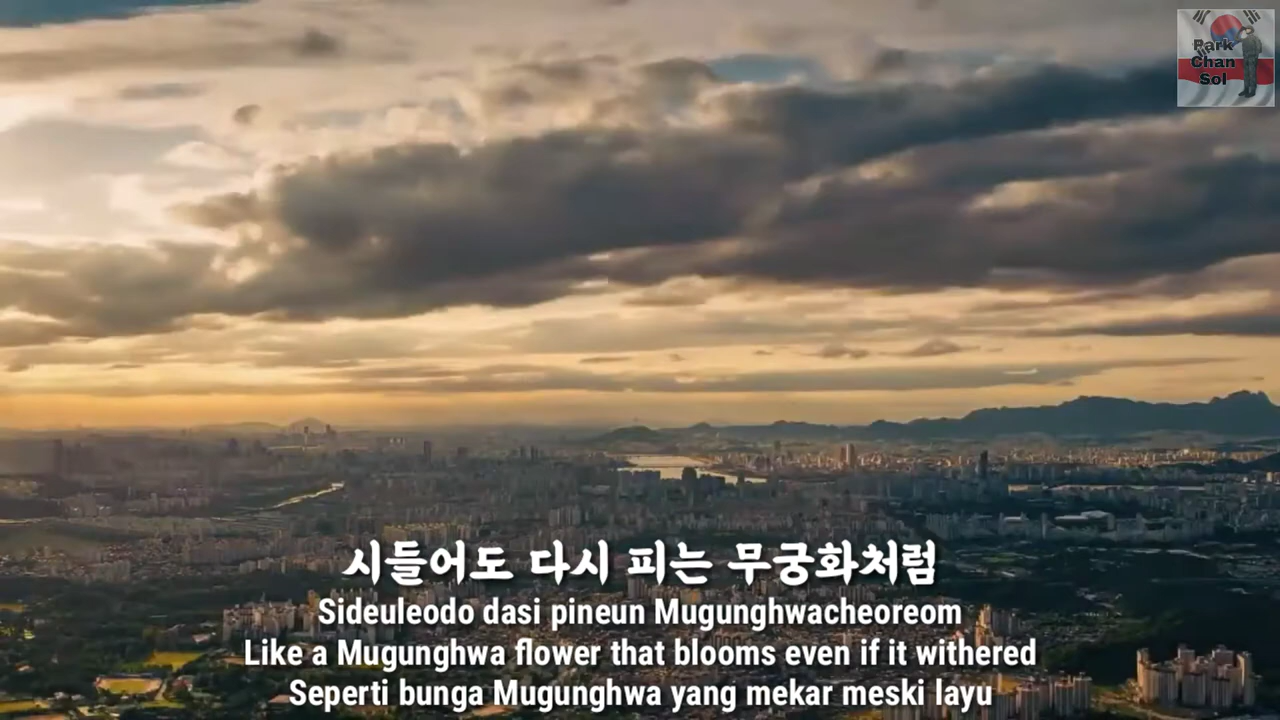 Park
Chan
Sol
시들어도 다시 피는 무궁화처럼
Sideuleodo dasi pineun Mugunghwacheoreom
Like a Mugunghwa flower that blooms even if it withered
Seperti bunga Mugunghwa yang mekar meski layu